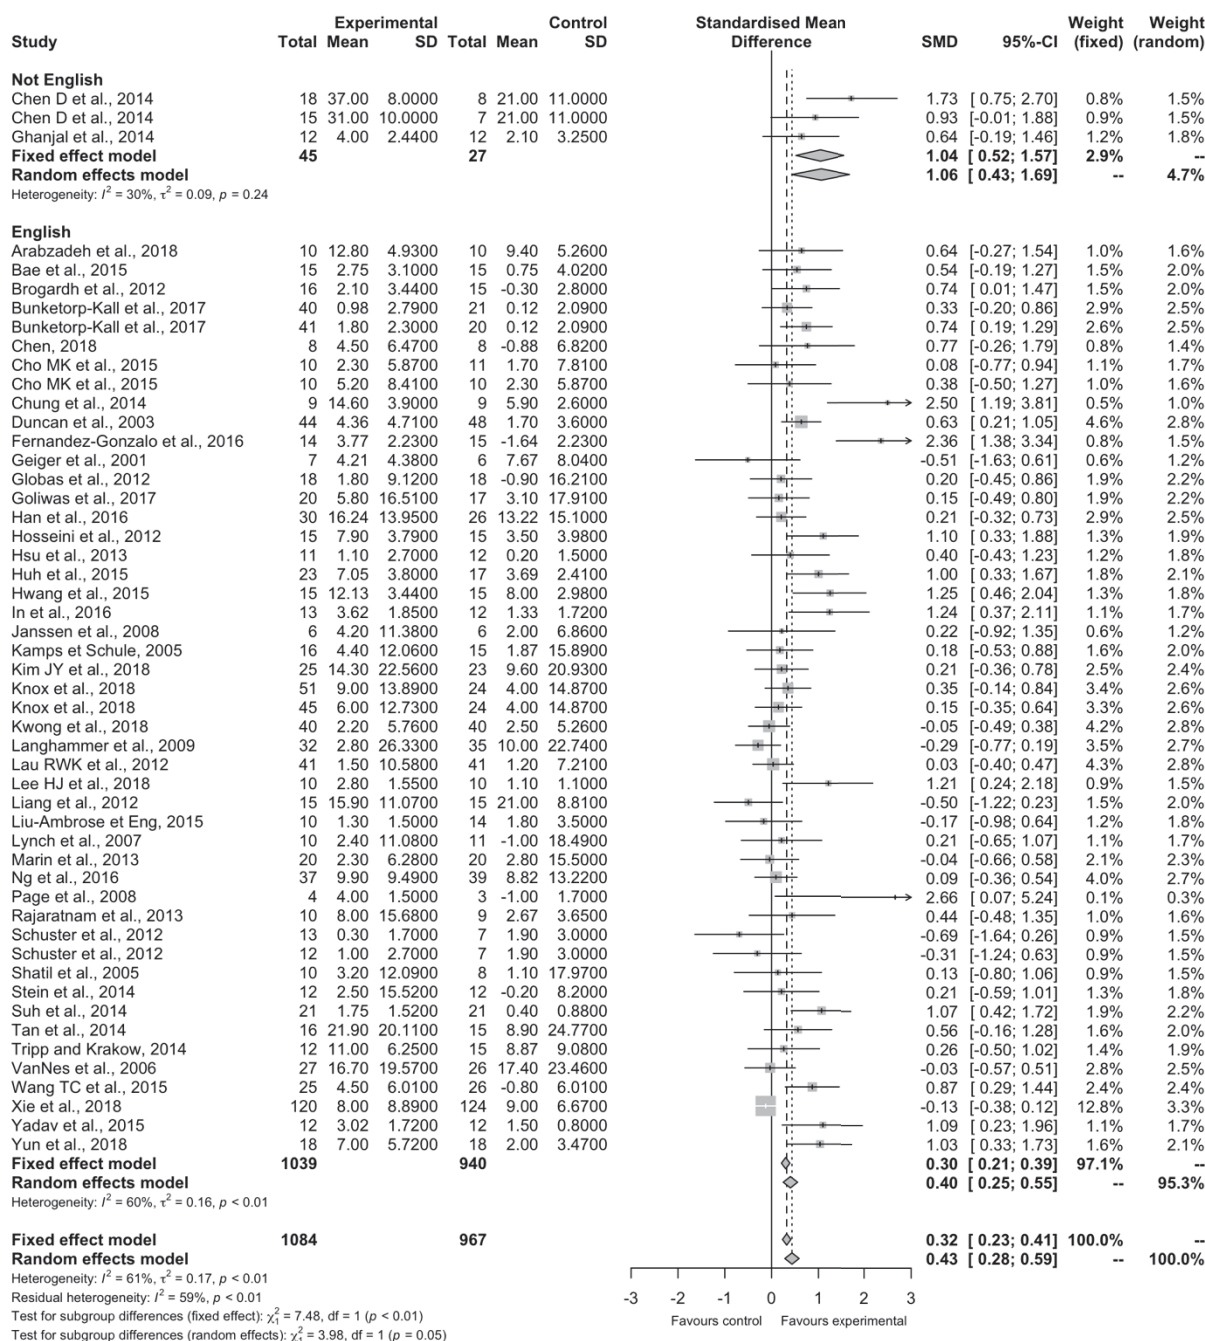 Experimental Control Standardised Mean Weight Weight
Study Total Mean SD Total Mean SD Difference SMD 95%-CI (fixed) (random)
Not English
Chen D et al., 2014 18 37.00 8.0000 8 21.00 11.0000 1.73 [ 0.75; 2.70] 0.8% 1.5%
Chen D et al., 2014 15 31.00 10.0000 7 21.00 11.0000 0.93 [-0.01; 1.88] 0.9% 1.5%
Ghanjal et al., 2014 12 4.00 2.4400 12 2.10 3.2500 0.64 [-0.19; 1.46] 1.2% 1.8%
Fixed effect model 45 27 1.04 [ 0.52; 1.57] 2.9% --
Random effects model 1.06 [ 0.43; 1.69] -- 4.7%
Heterogeneity: I² = 30%, τ² = 0.09, p = 0.24
English
Arabzadeh et al., 2018 10 12.80 4.9300 10 9.40 5.2600 0.64 [-0.27; 1.54] 1.0% 1.6%
Bae et al., 2015 15 2.75 3.1000 15 0.75 4.0200 0.54 [-0.19; 1.27] 1.5% 2.0%
Brogardh et al., 2012 16 2.10 3.4400 15 -0.30 2.8000 0.74 [ 0.01; 1.47] 1.5% 2.0%
Bunketorp-Kall et al., 2017 40 0.98 2.7900 21 0.12 2.0900 0.33 [-0.20; 0.86] 2.9% 2.5%
Bunketorp-Kall et al., 2017 41 1.80 2.3000 20 0.12 2.0900 0.74 [ 0.19; 1.29] 2.6% 2.5%
Chen, 2018 8 4.50 6.4700 8 -0.88 6.8200 0.77 [-0.26; 1.79] 0.8% 1.4%
Cho MK et al., 2015 10 2.30 5.8700 11 1.70 7.8100 0.08 [-0.77; 0.94] 1.1% 1.7%
Cho MK et al., 2015 10 5.20 8.4100 10 2.30 5.8700 0.38 [-0.50; 1.27] 1.0% 1.6%
Chung et al., 2014 9 14.60 3.9000 9 5.90 2.6000 2.50 [ 1.19; 3.81] 0.5% 1.0%
Duncan et al., 2003 44 4.36 4.7100 48 1.70 3.6000 0.63 [ 0.21; 1.05] 4.6% 2.8%
Fernandez-Gonzalo et al., 2016 14 3.77 2.2300 15 -1.64 2.2300 2.36 [ 1.38; 3.34] 0.8% 1.5%
Geiger et al., 2001 7 4.21 4.3800 6 7.67 8.0400 -0.51 [-1.63; 0.61] 0.6% 1.2%
Globas et al., 2012 18 1.80 9.1200 18 -0.90 16.2100 0.20 [-0.45; 0.86] 1.9% 2.2%
Goliwas et al., 2017 20 5.80 16.5100 17 3.10 17.9100 0.15 [-0.49; 0.80] 1.9% 2.2%
Han et al., 2016 30 16.24 13.9500 26 13.22 15.1000 0.21 [-0.32; 0.73] 2.9% 2.5%
Hosseini et al., 2012 15 7.90 3.7900 15 3.50 3.9800 1.10 [ 0.33; 1.88] 1.3% 1.9%
Hsu et al., 2013 11 1.10 2.7000 12 0.20 1.5000 0.40 [-0.43; 1.23] 1.2% 1.8%
Huh et al., 2015 23 7.05 3.8000 17 3.69 2.4100 1.00 [ 0.33; 1.67] 1.8% 2.1%
Hwang et al., 2015 15 12.13 3.4400 15 8.00 2.9800 1.25 [ 0.46; 2.04] 1.3% 1.8%
In et al., 2016 13 3.62 1.8500 12 1.33 1.7200 1.24 [ 0.37; 2.11] 1.1% 1.7%
Janssen et al., 2008 6 4.20 11.3800 6 2.00 6.8600 0.22 [-0.92; 1.35] 0.6% 1.2%
Kamps et Schule, 2005 16 4.40 12.0600 15 1.87 15.8900 0.18 [-0.53; 0.88] 1.6% 2.0%
Kim JY et al., 2018 25 14.30 22.5600 23 9.60 20.9300 0.21 [-0.36; 0.78] 2.5% 2.4%
Knox et al., 2018 51 9.00 13.8900 24 4.00 14.8700 0.35 [-0.14; 0.84] 3.4% 2.6%
Knox et al., 2018 45 6.00 12.7300 24 4.00 14.8700 0.15 [-0.35; 0.64] 3.3% 2.6%
Kwong et al., 2018 40 2.20 5.7600 40 2.50 5.2600 -0.05 [-0.49; 0.38] 4.2% 2.8%
Langhammer et al., 2009 32 2.80 26.3300 35 10.00 22.7400 -0.29 [-0.77; 0.19] 3.5% 2.7%
Lau RWK et al., 2012 41 1.50 10.5800 41 1.20 7.2100 0.03 [-0.40; 0.47] 4.3% 2.8%
Lee HJ et al., 2018 10 2.80 1.5500 10 1.10 1.1000 1.21 [ 0.24; 2.18] 0.9% 1.5%
Liang et al., 2012 15 15.90 11.0700 15 21.00 8.8100 -0.50 [-1.22; 0.23] 1.5% 2.0%
Liu-Ambrose et Eng, 2015 10 1.30 1.5000 14 1.80 3.5000 -0.17 [-0.98; 0.64] 1.2% 1.8%
Lynch et al., 2007 10 2.40 11.0800 11 -1.00 18.4900 0.21 [-0.65; 1.07] 1.1% 1.7%
Marin et al., 2013 20 2.30 6.2800 20 2.80 15.5000 -0.04 [-0.66; 0.58] 2.1% 2.3%
Ng et al., 2016 37 9.90 9.4900 39 8.82 13.2200 0.09 [-0.36; 0.54] 4.0% 2.7%
Page et al., 2008 4 4.00 1.5000 3 -1.00 1.7000 2.66 [ 0.07; 5.24] 0.1% 0.3%
Rajaratnam et al., 2013 10 8.00 15.6800 9 2.67 3.6500 0.44 [-0.48; 1.35] 1.0% 1.6%
Schuster et al., 2012 13 0.30 1.7000 7 1.90 3.0000 -0.69 [-1.64; 0.26] 0.9% 1.5%
Schuster et al., 2012 12 1.00 2.7000 7 1.90 3.0000 -0.31 [-1.24; 0.63] 0.9% 1.5%
Shatil et al., 2005 10 3.20 12.0900 8 1.10 17.9700 0.13 [-0.80; 1.06] 0.9% 1.5%
Stein et al., 2014 12 2.50 15.5200 12 -0.20 8.2000 0.21 [-0.59; 1.01] 1.3% 1.8%
Suh et al., 2014 21 1.75 1.5200 21 0.40 0.8800 1.07 [ 0.42; 1.72] 1.9% 2.2%
Tan et al., 2014 16 21.90 20.1100 15 8.90 24.7700 0.56 [-0.16; 1.28] 1.6% 2.0%
Tripp and Krakow, 2014 12 11.00 6.2500 15 8.87 9.0800 0.26 [-0.50; 1.02] 1.4% 1.9%
VanNes et al., 2006 27 16.70 19.5700 26 17.40 23.4600 -0.03 [-0.57; 0.51] 2.8% 2.5%
Wang TC et al., 2015 25 4.50 6.0100 26 -0.80 6.0100 0.87 [ 0.29; 1.44] 2.4% 2.4%
Xie et al., 2018 120 8.00 8.8900 124 9.00 6.6700 -0.13 [-0.38; 0.12] 12.8% 3.3%
Yadav et al., 2015 12 3.02 1.7200 12 1.50 0.8000 1.09 [ 0.23; 1.96] 1.1% 1.7%
Yun et al., 2018 18 7.00 5.7200 18 2.00 3.4700 1.03 [ 0.33; 1.73] 1.6% 2.1%
Fixed effect model 1039 940 0.30 [ 0.21; 0.39] 97.1% --
Random effects model 0.40 [ 0.25; 0.55] -- 95.3%
Heterogeneity: I² = 60%, τ² = 0.16, p < 0.01
Fixed effect model 1084 967 0.32 [ 0.23; 0.41] 100.0% --
Random effects model 0.43 [ 0.28; 0.59] -- 100.0%
Heterogeneity: I² = 61%, τ² = 0.17, p < 0.01
Residual heterogeneity: I² = 59%, p < 0.01
-3 -2 -1 0 1 2 3
Test for subgroup differences (fixed effect): χ₁² = 7.48, df = 1 (p < 0.01)
Favours control Favours experimental
Test for subgroup differences (random effects): χ₁² = 3.98, df = 1 (p = 0.05)